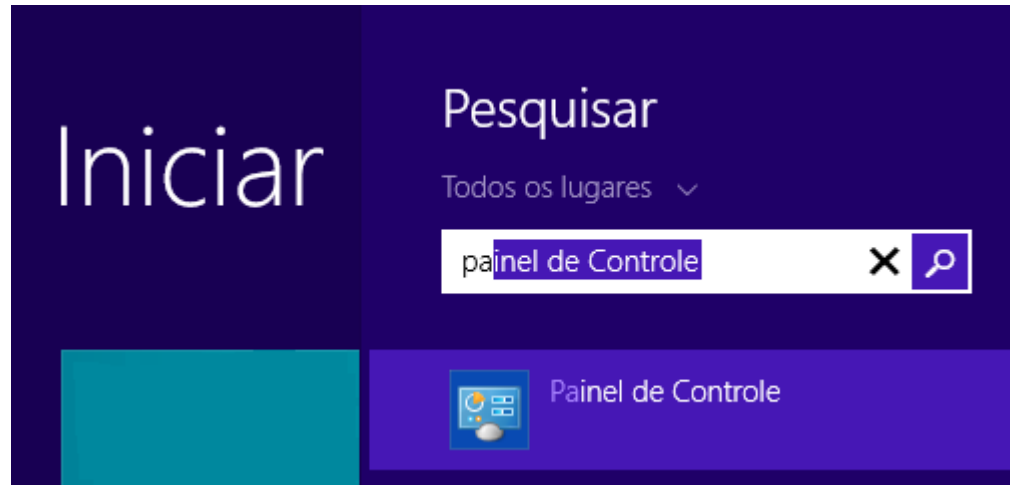 Iniciar
Pesquisar
Todos os lugares
painel de Controle
Painel de Controle